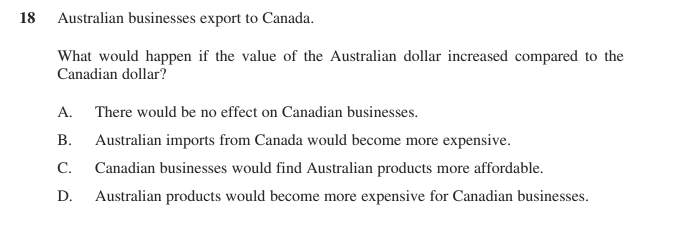 18 Australian businesses export to Canada.
What would happen if the value of the Australian dollar increased compared to the
Canadian dollar?
A. There would be no effect on Canadian businesses.
B. Australian imports from Canada would become more expensive.
C. Canadian businesses would find Australian products more affordable.
D. Australian products would become more expensive for Canadian businesses.